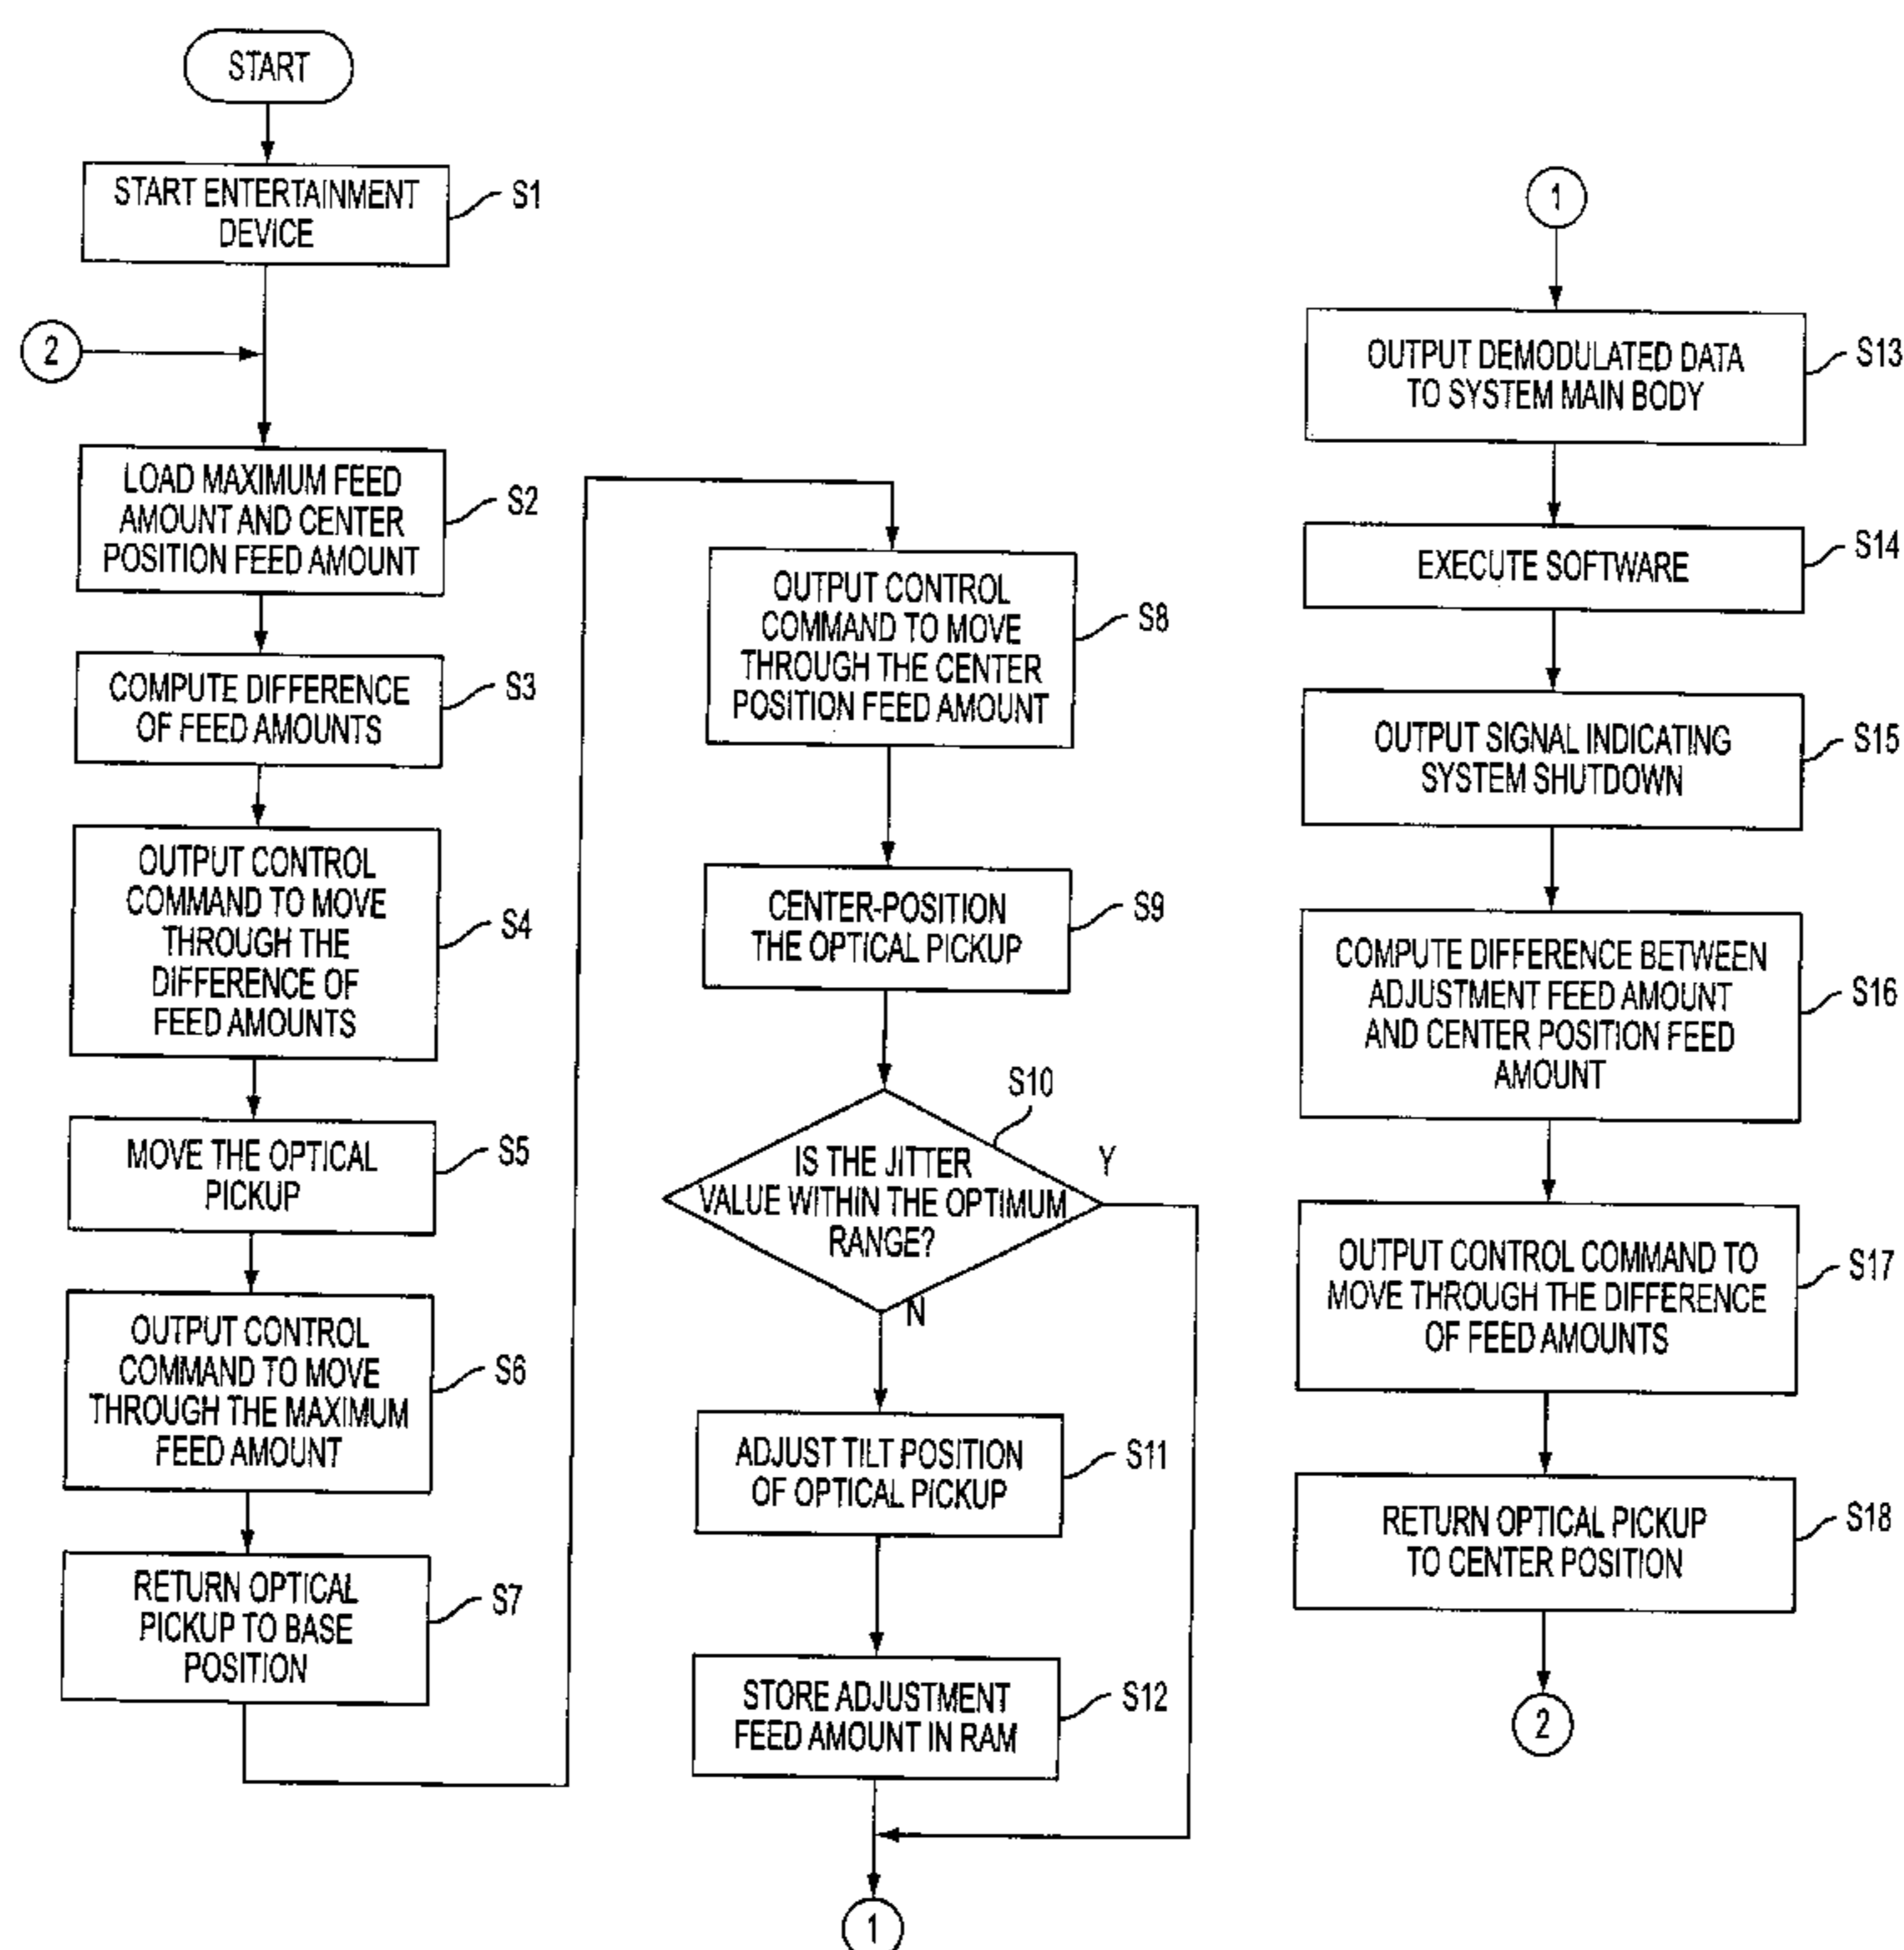 START
START ENTERTAINMENT
DEVICE
S1
2
LOAD MAXIMUM FEED
AMOUNT AND CENTER
POSITION FEED AMOUNT
S2
COMPUTE DIFFERENCE
OF FEED AMOUNTS
S3
OUTPUT CONTROL
COMMAND TO MOVE
THROUGH THE
DIFFERENCE OF
FEED AMOUNTS
S4
MOVE THE OPTICAL
PICKUP
S5
OUTPUT CONTROL
COMMAND TO MOVE
THROUGH THE MAXIMUM
FEED AMOUNT
S6
RETURN OPTICAL
PICKUP TO BASE
POSITION
S7
OUTPUT CONTROL
COMMAND TO MOVE
THROUGH THE CENTER
POSITION FEED AMOUNT
S8
CENTER-POSITION
THE OPTICAL PICKUP
S9
S10
IS THE JITTER
VALUE WITHIN THE OPTIMUM
RANGE?
Y
N
ADJUST TILT POSITION
OF OPTICAL PICKUP
S11
STORE ADJUSTMENT
FEED AMOUNT IN RAM
S12
1
1
OUTPUT DEMODULATED DATA
TO SYSTEM MAIN BODY
S13
EXECUTE SOFTWARE
S14
OUTPUT SIGNAL INDICATING
SYSTEM SHUTDOWN
S15
COMPUTE DIFFERENCE BETWEEN
ADJUSTMENT FEED AMOUNT
AND CENTER POSITION FEED
AMOUNT
S16
OUTPUT CONTROL COMMAND TO
MOVE THROUGH THE DIFFERENCE
OF FEED AMOUNTS
S17
RETURN OPTICAL PICKUP
TO CENTER POSITION
S18
2